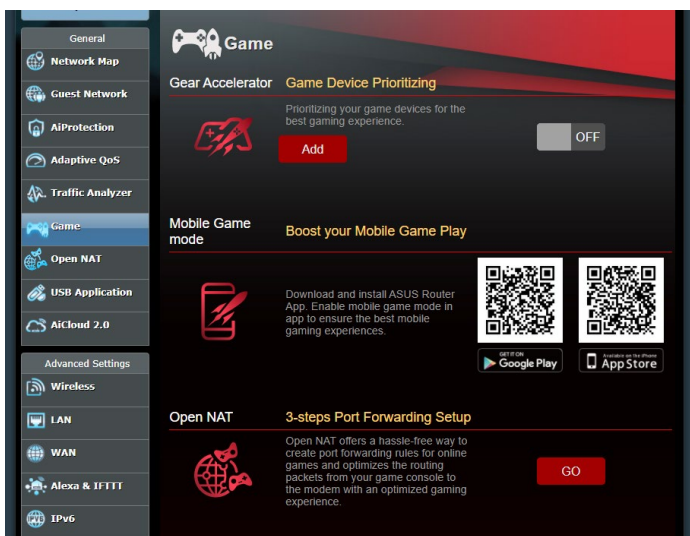 General
Network Map
Guest Network
AiProtection
Adaptive QoS
Traffic Analyzer
Game
Open NAT
USB Application
AiCloud 2.0
Advanced Settings
Wireless
LAN
WAN
Alexa & IFTTT
IPv6
Game
Gear Accelerator
Game Device Prioritizing
Prioritizing your game devices for the
best gaming experience.
Add
OFF
Mobile Game
mode
Boost your Mobile Game Play
Download and install ASUS Router
App. Enable mobile game mode in
app to ensure the best mobile
gaming experiences.
GET IT ON
Google Play
Available on the iPhone
App Store
Open NAT
3-steps Port Forwarding Setup
Open NAT offers a hassle-free way to
create port forwarding rules for online
games and optimizes the routing
packets from your game console to
the modem with an optimized gaming
experience.
GO